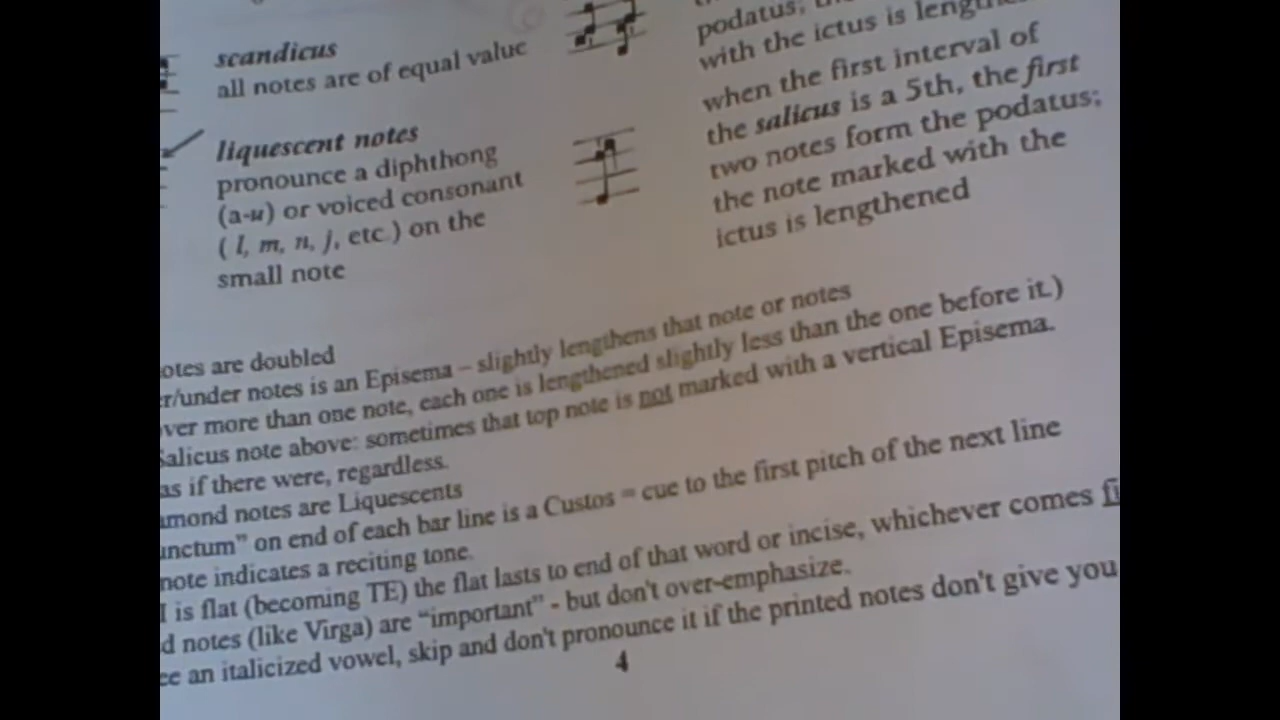 scandicus
all notes are of equal value
liquescent notes
pronounce a diphthong
(a-u) or voiced consonant
( l, m, n, j, etc.) on the
small note
podatus;
with the ictus is
when the first interval of
the salicus is a 5th, the first
two notes form the podatus;
the note marked with the
ictus is lengthened
otes are doubled
r/under notes is an Episema – slightly lengthens that note or notes
ver more than one note, each one is lengthened slightly less than the one before it.)
Salicus note above: sometimes that top note is not marked with a vertical Episema.
as if there were, regardless.
amond notes are Liquescents
unctum” on end of each bar line is a Custos = cue to the first pitch of the next line
note indicates a reciting tone.
I is flat (becoming TE) the flat lasts to end of that word or incise, whichever comes fi
d notes (like Virga) are “important” - but don't over-emphasize.
ee an italicized vowel, skip and don't pronounce it if the printed notes don't give you
4